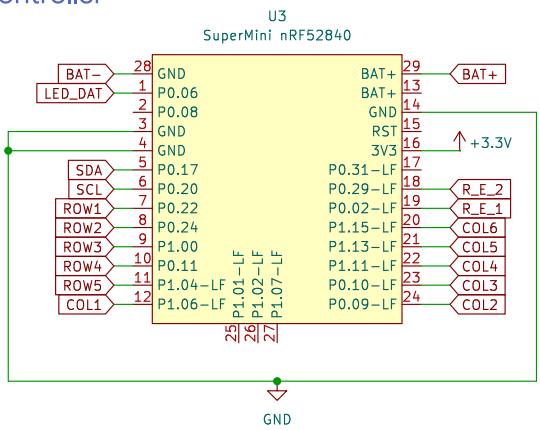 controller
U3
SuperMini nRF52840
BAT- 28 GND BAT+ 29 BAT+
LED_DAT 1 P0.06 BAT+ 13
2 P0.08 GND 14
3 GND RST 15
4 GND 3V3 16 +3.3V
SDA 5 P0.17 P0.31-LF 17
SCL 6 P0.20 P0.29-LF 18 R_E_2
ROW1 7 P0.22 P0.02-LF 19 R_E_1
ROW2 8 P0.24 P1.15-LF 20 COL6
ROW3 9 P1.00 P1.13-LF 21 COL5
ROW4 10 P0.11 P1.11-LF 22 COL4
ROW5 11 P1.04-LF P0.10-LF 23 COL3
COL1 12 P1.06-LF P0.09-LF 24 COL2
P1.01-LF 25
P1.02-LF 26
P1.07-LF 27
GND